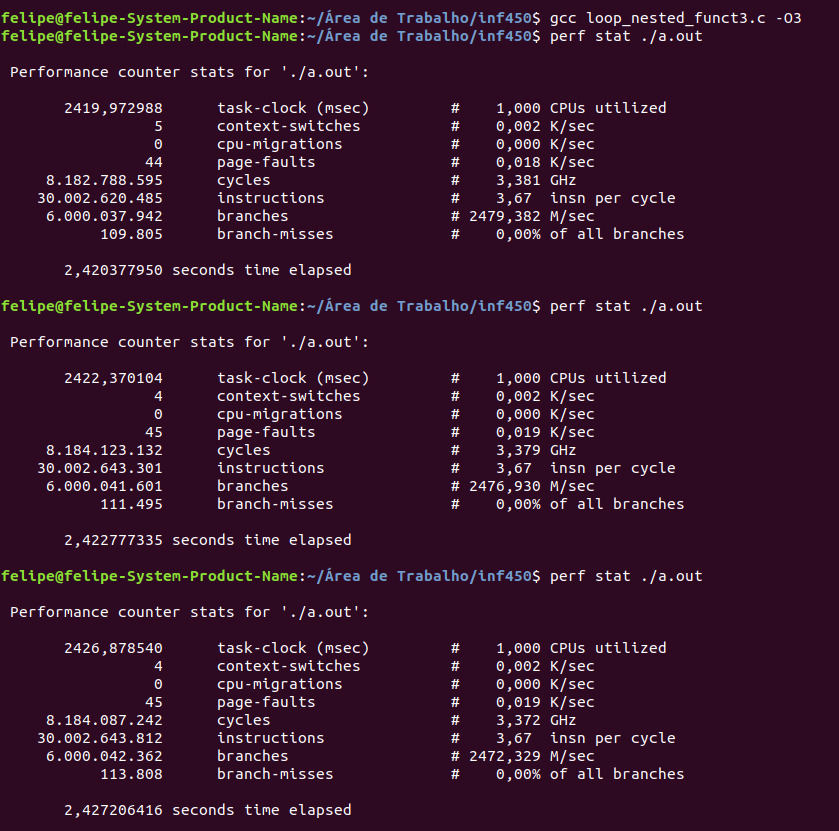 felipe@felipe-System-Product-Name:~/Área de Trabalho/inf450$ gcc loop_nested_funct3.c -O3
felipe@felipe-System-Product-Name:~/Área de Trabalho/inf450$ perf stat ./a.out
Performance counter stats for './a.out':
2419,972988 task-clock (msec) # 1,000 CPUs utilized
5 context-switches # 0,002 K/sec
0 cpu-migrations # 0,000 K/sec
44 page-faults # 0,018 K/sec
8.182.788.595 cycles # 3,381 GHz
30.002.620.485 instructions # 3,67 insn per cycle
6.000.037.942 branches # 2479,382 M/sec
109.805 branch-misses # 0,00% of all branches
2,420377950 seconds time elapsed
felipe@felipe-System-Product-Name:~/Área de Trabalho/inf450$ perf stat ./a.out
Performance counter stats for './a.out':
2422,370104 task-clock (msec) # 1,000 CPUs utilized
4 context-switches # 0,002 K/sec
0 cpu-migrations # 0,000 K/sec
45 page-faults # 0,019 K/sec
8.184.123.132 cycles # 3,379 GHz
30.002.643.301 instructions # 3,67 insn per cycle
6.000.041.601 branches # 2476,930 M/sec
111.495 branch-misses # 0,00% of all branches
2,422777335 seconds time elapsed
felipe@felipe-System-Product-Name:~/Área de Trabalho/inf450$ perf stat ./a.out
Performance counter stats for './a.out':
2426,878540 task-clock (msec) # 1,000 CPUs utilized
4 context-switches # 0,002 K/sec
0 cpu-migrations # 0,000 K/sec
45 page-faults # 0,019 K/sec
8.184.087.242 cycles # 3,372 GHz
30.002.643.812 instructions # 3,67 insn per cycle
6.000.042.362 branches # 2472,329 M/sec
113.808 branch-misses # 0,00% of all branches
2,427206416 seconds time elapsed